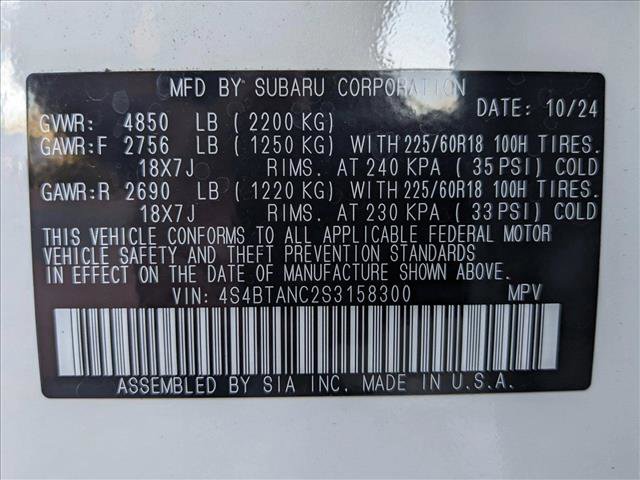 MFD BY SUBARU CORPORATION
DATE: 10/24
GVWR: 4850 LB (2200 KG)
GAWR:F 2756 LB (1250 KG) WITH 225/60R18 100H TIRES.
18X7J RIMS. AT 240 KPA (35 PSI) COLD
GAWR:R 2690 LB (1220 KG) WITH 225/60R18 100H TIRES.
18X7J RIMS. AT 230 KPA (33 PSI) COLD
THIS VEHICLE CONFORMS TO ALL APPLICABLE FEDERAL MOTOR
VEHICLE SAFETY AND THEFT PREVENTION STANDARDS
IN EFFECT ON THE DATE OF MANUFACTURE SHOWN ABOVE.
VIN: 4S4BTANC2S3158300 MPV
ASSEMBLED BY SIA INC. MADE IN U.S.A.